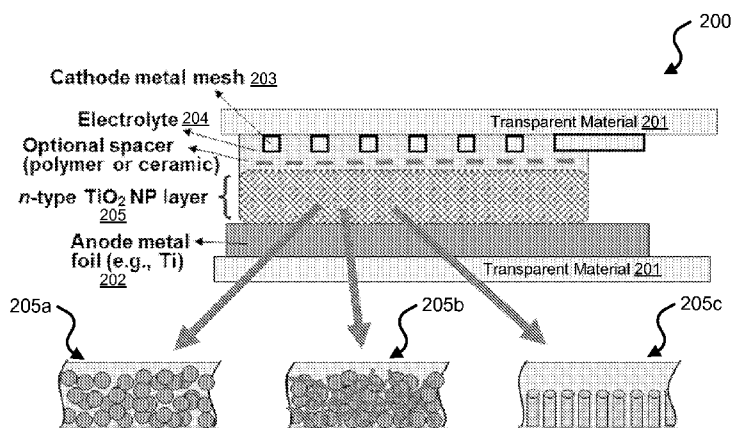 200
Cathode metal mesh 203
Transparent Material 201
Electrolyte 204
Optional spacer
(polymer or ceramic)
n-type TiO2 NP layer
205
Anode metal
foil (e.g., Ti)
202
Transparent Material 201
205a
205b
205c